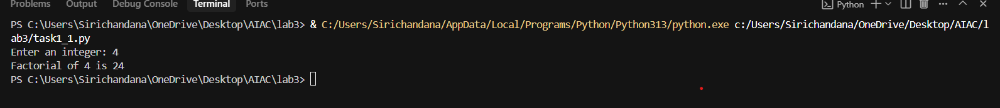 Problems Output Debug Console Terminal Ports Python
PS C:\Users\Sirichandana\OneDrive\Desktop\AIAC\lab3> & C:/Users/Sirichandana/AppData/Local/Programs/Python/Python313/python.exe c:/Users/Sirichandana/OneDrive/Desktop/AIAC/l
ab3/task1_1.py
Enter an integer: 4
Factorial of 4 is 24
PS C:\Users\Sirichandana\OneDrive\Desktop\AIAC\lab3>